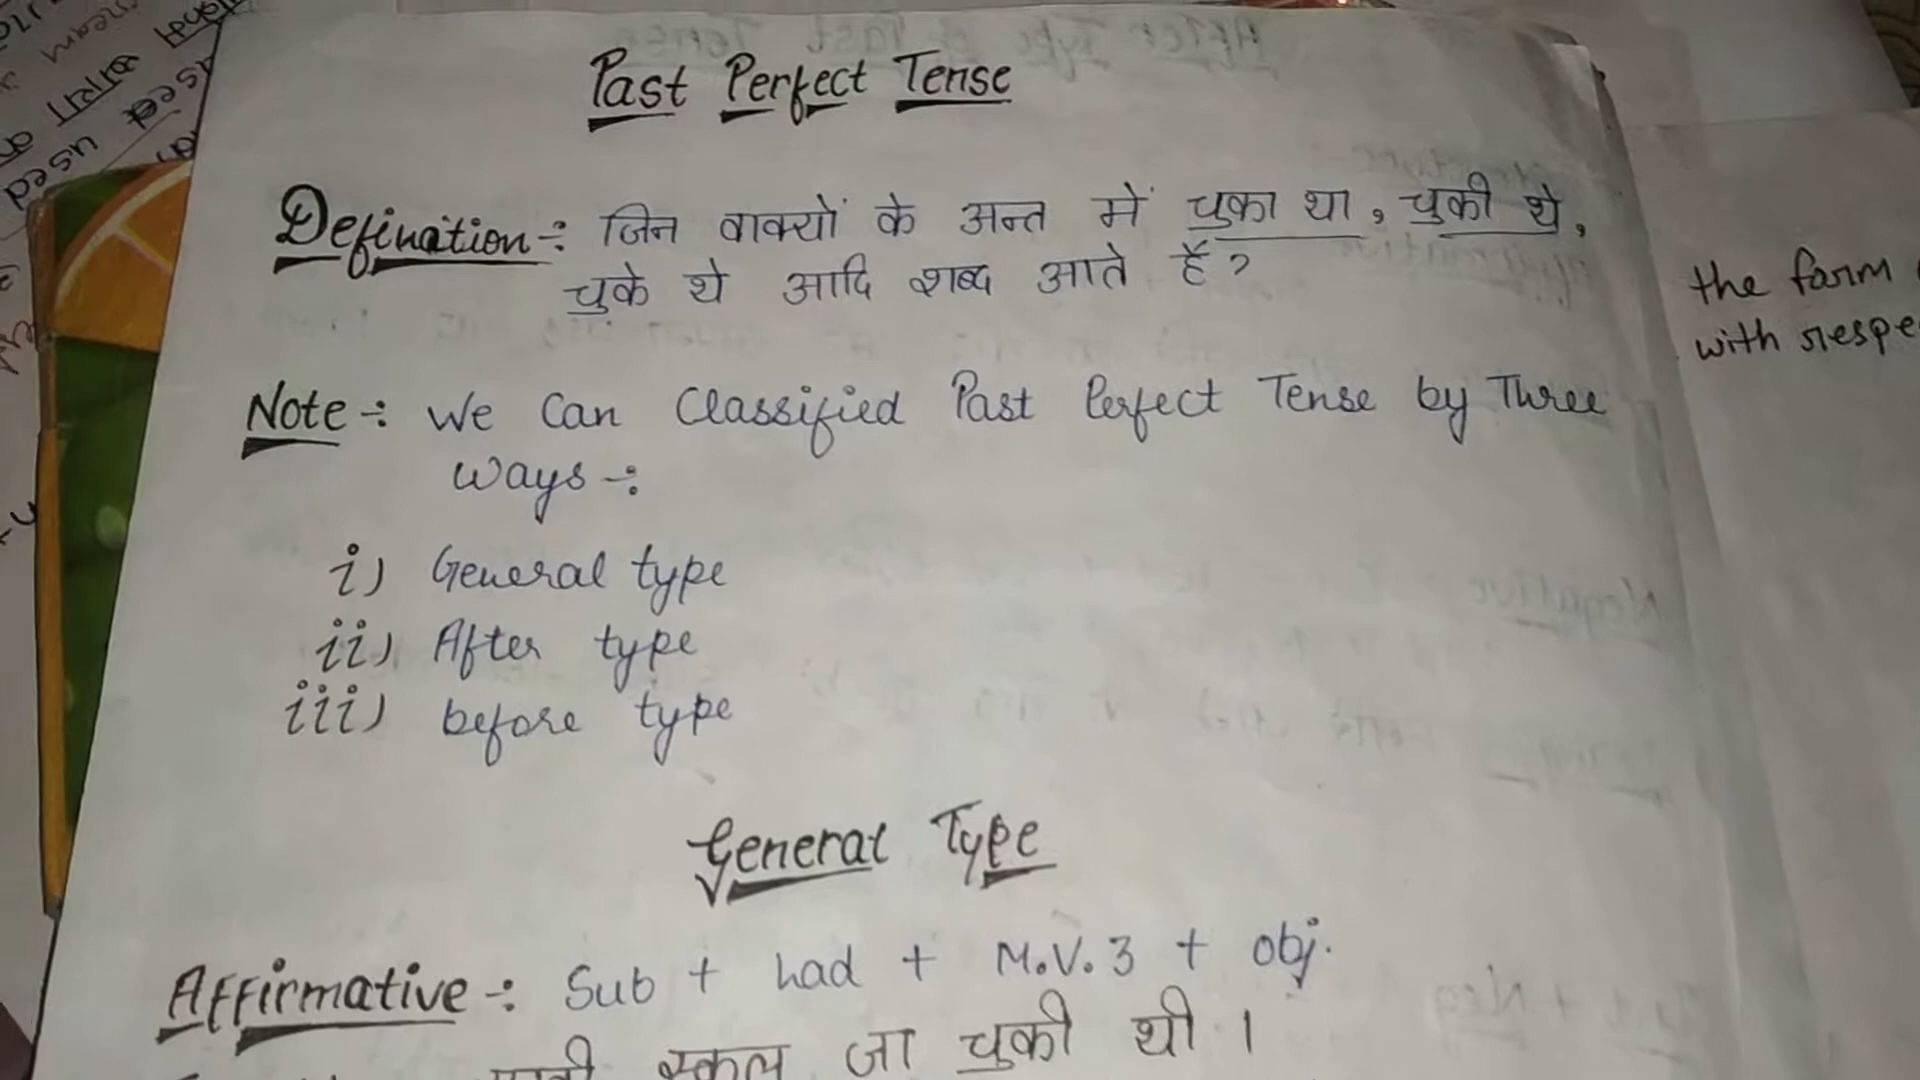 Past Perfect Tense
Defination -: जिन वाक्यों के अन्त में चुका था, चुकी थे,
चुके थे आदि शब्द आते हैं?
the farm
with respe
Note -: We Can Classified Past Perfect Tense by Three
ways -:
i) General type
ii) After type
iii) before type
General Type
Affirmative -: Sub + had + M.V.3 + obj.
स्कूल जा चुकी थी ।